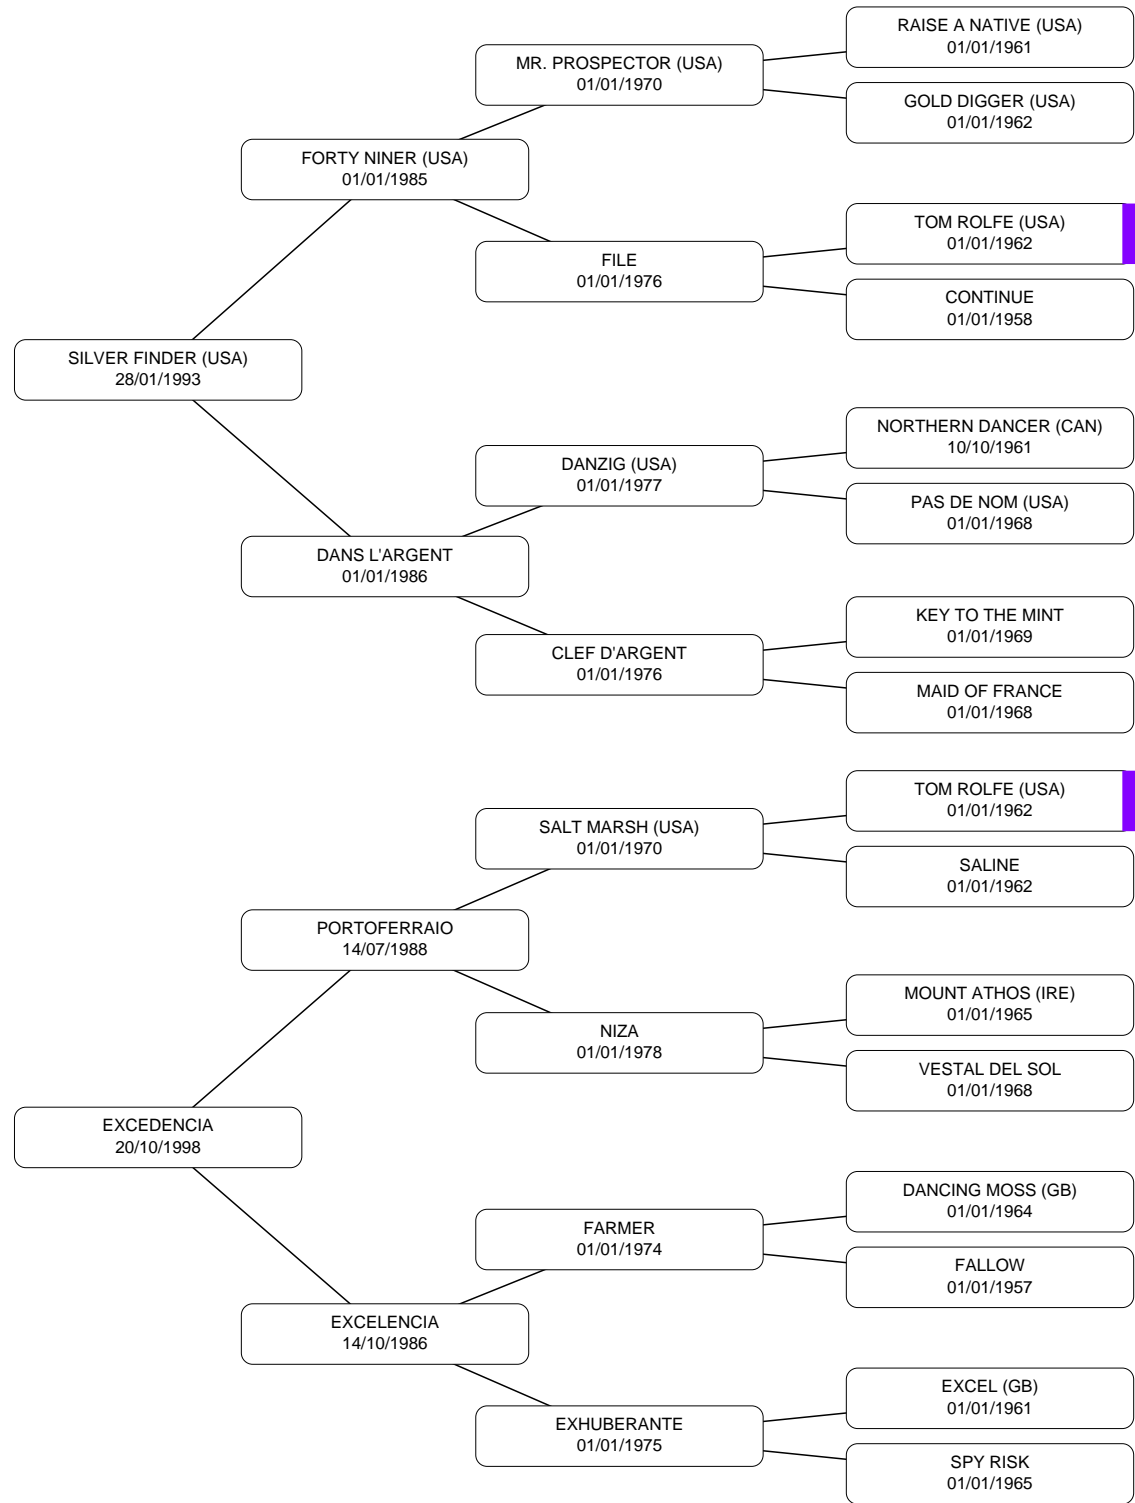 RAISE A NATIVE (USA)
01/01/1961
MR. PROSPECTOR (USA)
01/01/1970
GOLD DIGGER (USA)
01/01/1962
FORTY NINER (USA)
01/01/1985
TOM ROLFE (USA)
01/01/1962
FILE
01/01/1976
CONTINUE
01/01/1958
SILVER FINDER (USA)
28/01/1993
NORTHERN DANCER (CAN)
10/10/1961
DANZIG (USA)
01/01/1977
PAS DE NOM (USA)
01/01/1968
DANS L'ARGENT
01/01/1986
KEY TO THE MINT
01/01/1969
CLEF D'ARGENT
01/01/1976
MAID OF FRANCE
01/01/1968
TOM ROLFE (USA)
01/01/1962
SALT MARSH (USA)
01/01/1970
SALINE
01/01/1962
PORTOFERRAIO
14/07/1988
MOUNT ATHOS (IRE)
01/01/1965
NIZA
01/01/1978
VESTAL DEL SOL
01/01/1968
EXCEDENCIA
20/10/1998
DANCING MOSS (GB)
01/01/1964
FARMER
01/01/1974
FALLOW
01/01/1957
EXCELENCIA
14/10/1986
EXCEL (GB)
01/01/1961
EXHUBERANTE
01/01/1975
SPY RISK
01/01/1965